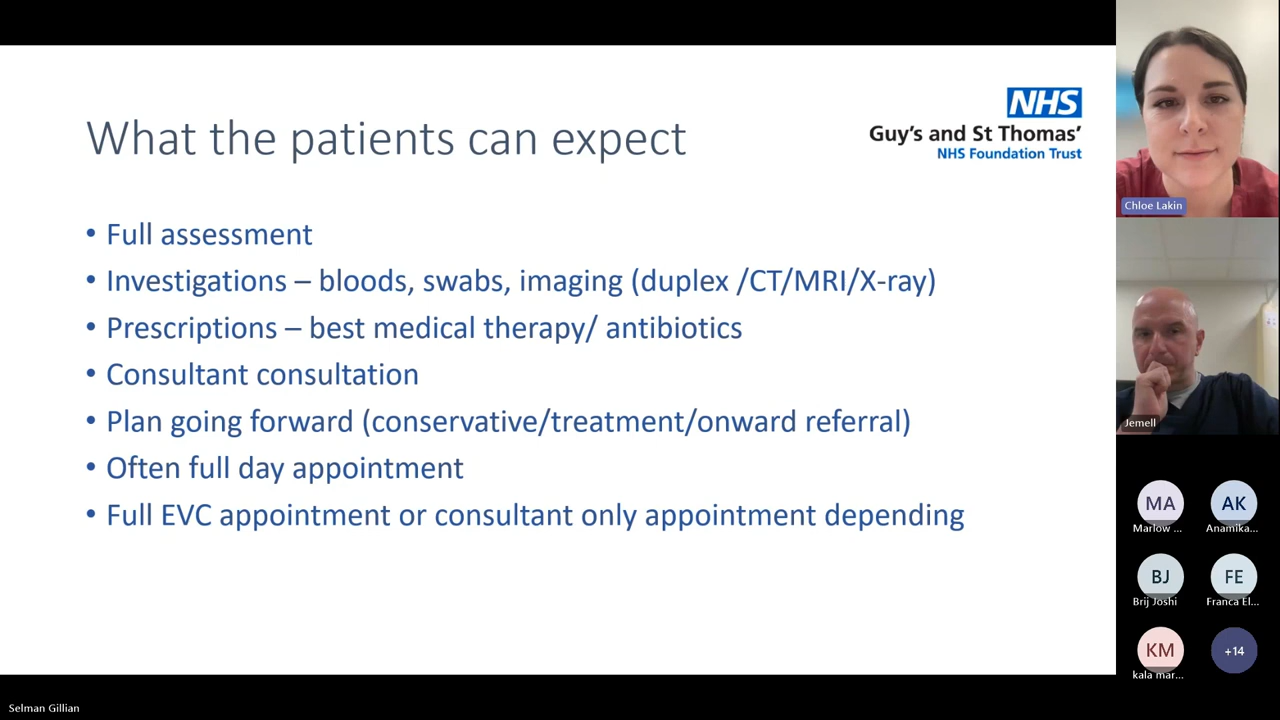 What the patients can expect
NHS
Guy's and St Thomas'
NHS Foundation Trust
• Full assessment
• Investigations – bloods, swabs, imaging (duplex /CT/MRI/X-ray)
• Prescriptions – best medical therapy/ antibiotics
• Consultant consultation
• Plan going forward (conservative/treatment/onward referral)
• Often full day appointment
• Full EVC appointment or consultant only appointment depending
Chloe Lakin
Jemell
MA
Marlow ...
AK
Anamika...
BJ
Brij Joshi
FE
Franca El...
KM
kala mar...
+14
Selman Gillian